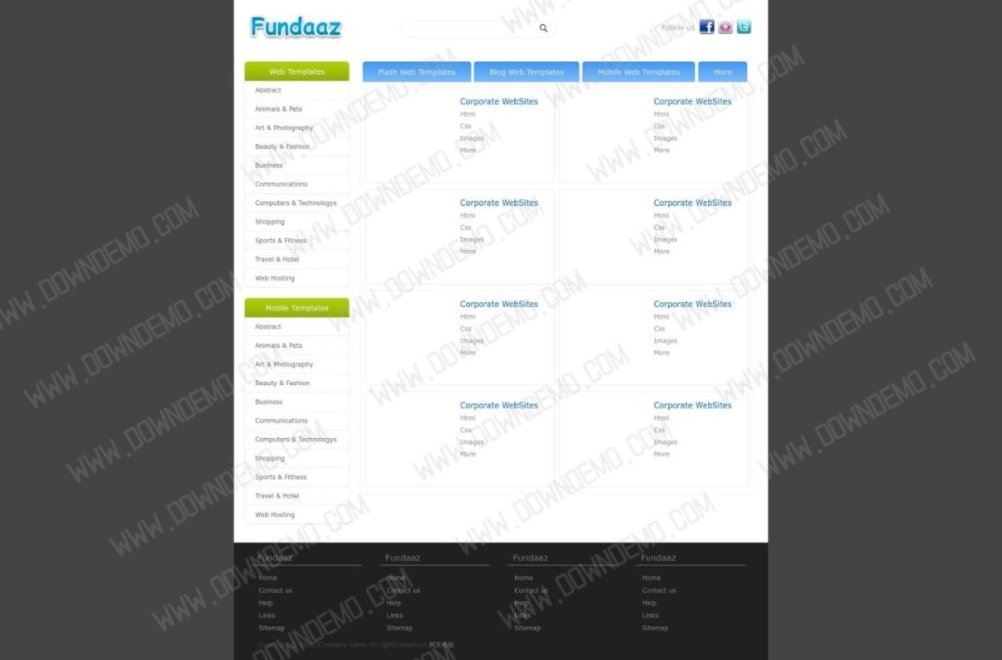 Fundaaz
Follow us
Web Templates
Abstract
Animals & Pets
Art & Photography
Beauty & Fashion
Business
Communications
Computers & Technologys
Shopping
Sports & Fitness
Travel & Hotel
Web Hosting
Mobile Templates
Abstract
Animals & Pets
Art & Photography
Beauty & Fashion
Business
Communications
Computers & Technologys
Shopping
Sports & Fitness
Travel & Hotel
Web Hosting
Flash Web Templates Blog Web Templates Mobile Web Templates More
Corporate WebSites
Html
Css
Images
More
Corporate WebSites
Html
Css
Images
More
Corporate WebSites
Html
Css
Images
More
Corporate WebSites
Html
Css
Images
More
Corporate WebSites
Html
Css
Images
More
Corporate WebSites
Html
Css
Images
More
Corporate WebSites
Html
Css
Images
More
Corporate WebSites
Html
Css
Images
More
Fundaaz
Home
Contact us
Help
Links
Sitemap
Fundaaz
Home
Contact us
Help
Links
Sitemap
Fundaaz
Home
Contact us
Help
Links
Sitemap
Fundaaz
Home
Contact us
Help
Links
Sitemap
Company name All rights reserved 网页模板
WWW.DOWNDEMO.COM